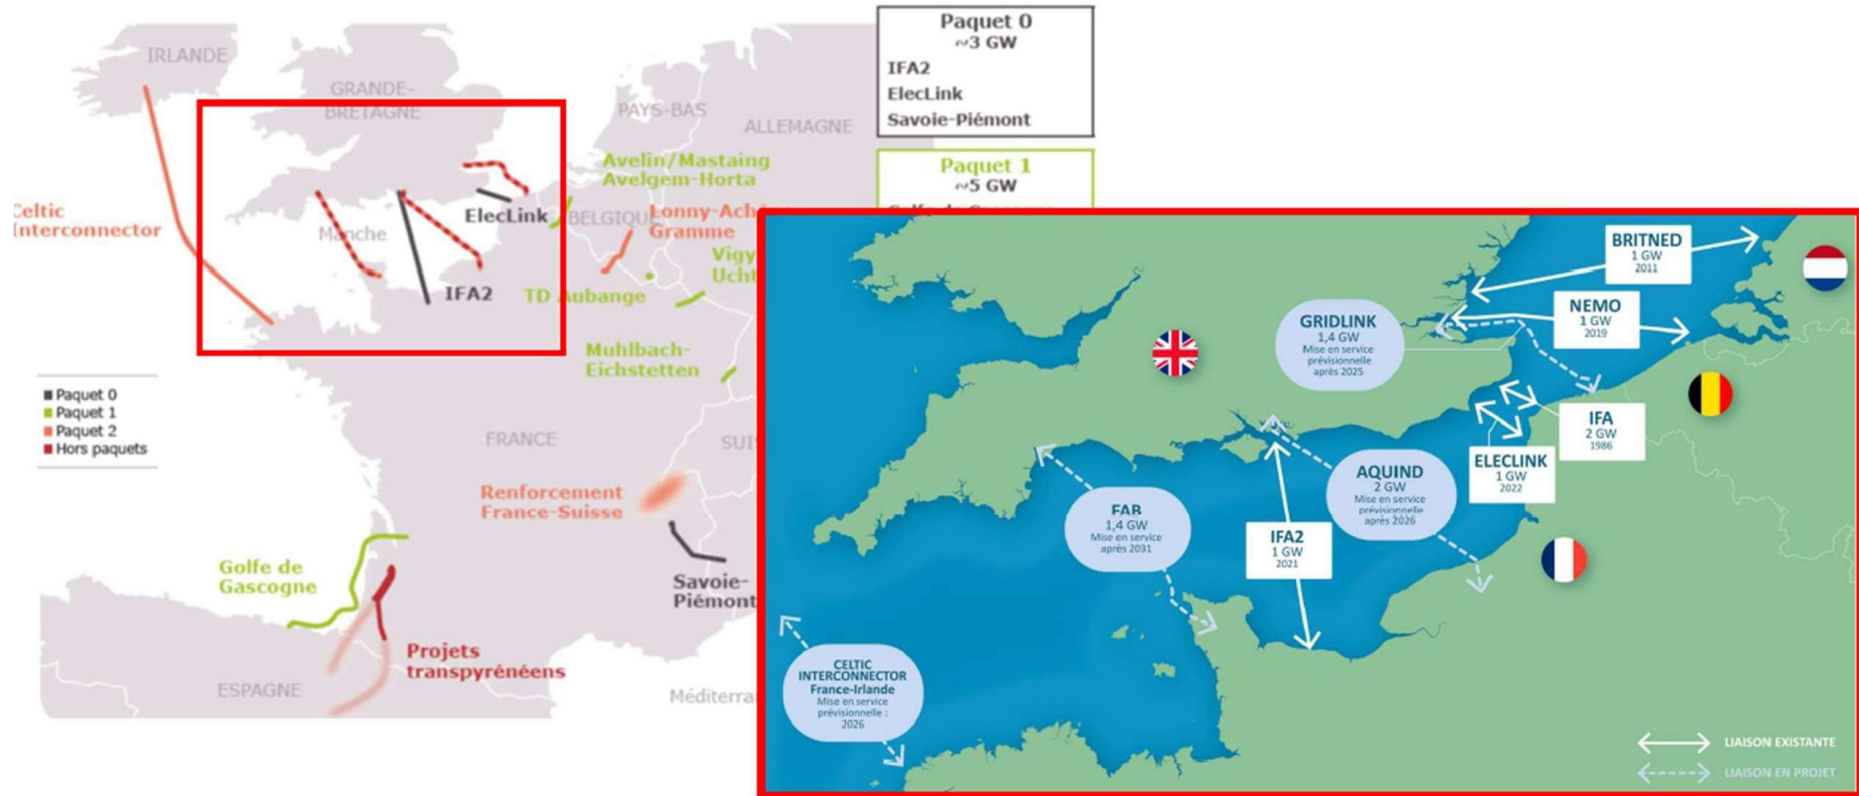 IRLANDE
GRANDE-
BRETAGNE
PAYS-BAS
ALLEMAGNE
Celtic
Interconnector
Manche
ElecLink
IFA2
Avelin/Mastaing
Avelgem-Horta
BELGIQUE
Lonny-Achêne
Gramme
Vigy
Ucht
TD Aubange
Muhlbach-
Eichstetten
Paquet 0
Paquet 1
Paquet 2
Hors paquets
FRANCE
SUIS
Renforcement
France-Suisse
Golfe de
Gascogne
Savoie-
Piémont
Projets
transpyrénéens
ESPAGNE
Méditerra
Paquet 0
~3 GW
IFA2
ElecLink
Savoie-Piémont
Paquet 1
~5 GW
BRITNED
1 GW
2011
NEMO
1 GW
2019
GRIDLINK
1,4 GW
Mise en service
prévisionnelle
après 2025
IFA
2 GW
1986
ELECLINK
1 GW
2022
AQUIND
2 GW
Mise en service
prévisionnelle
après 2026
FAB
1,4 GW
Mise en service
après 2031
IFA2
1 GW
2021
CELTIC
INTERCONNECTOR
France-Irlande
Mise en service
prévisionnelle :
2026
LIAISON EXISTANTE
LIAISON EN PROJET